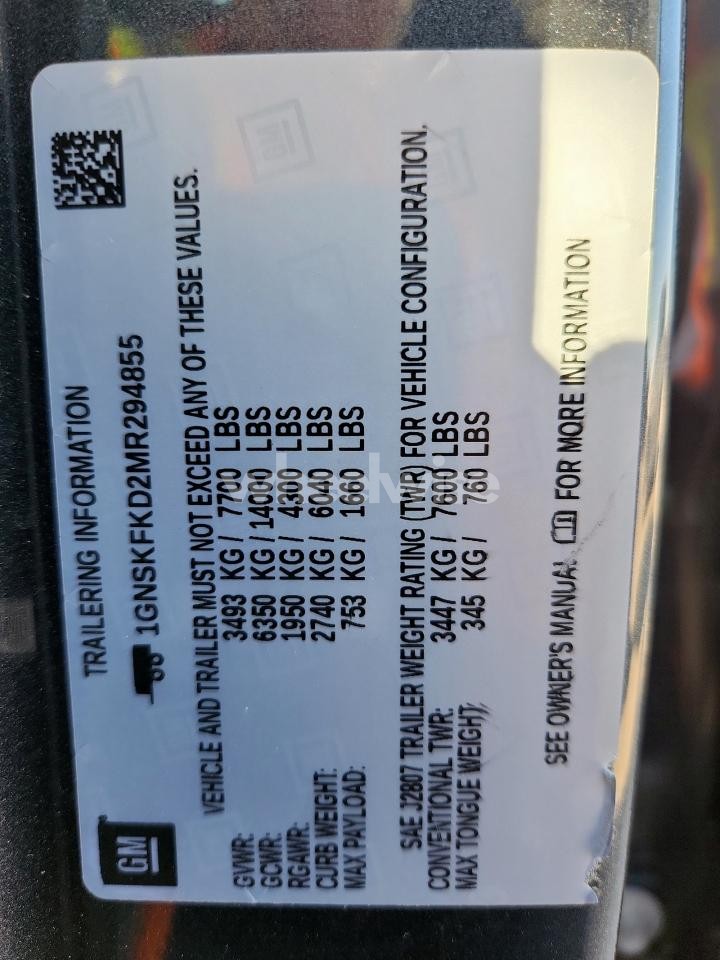 GM
TRAILERING INFORMATION
1GNSKFKD2MR294855
VEHICLE AND TRAILER MUST NOT EXCEED ANY OF THESE VALUES.
GVWR: 3493 KG / 7700 LBS
GCWR: 6350 KG / 14000 LBS
RGAWR: 1950 KG / 4300 LBS
CURB WEIGHT: 2740 KG / 6040 LBS
MAX PAYLOAD: 753 KG / 1660 LBS
SAE J2807 TRAILER WEIGHT RATING (TWR) FOR VEHICLE CONFIGURATION.
CONVENTIONAL TWR: 3447 KG / 7600 LBS
MAX TONGUE WEIGHT: 345 KG / 760 LBS
SEE OWNER'S MANUAL FOR MORE INFORMATION